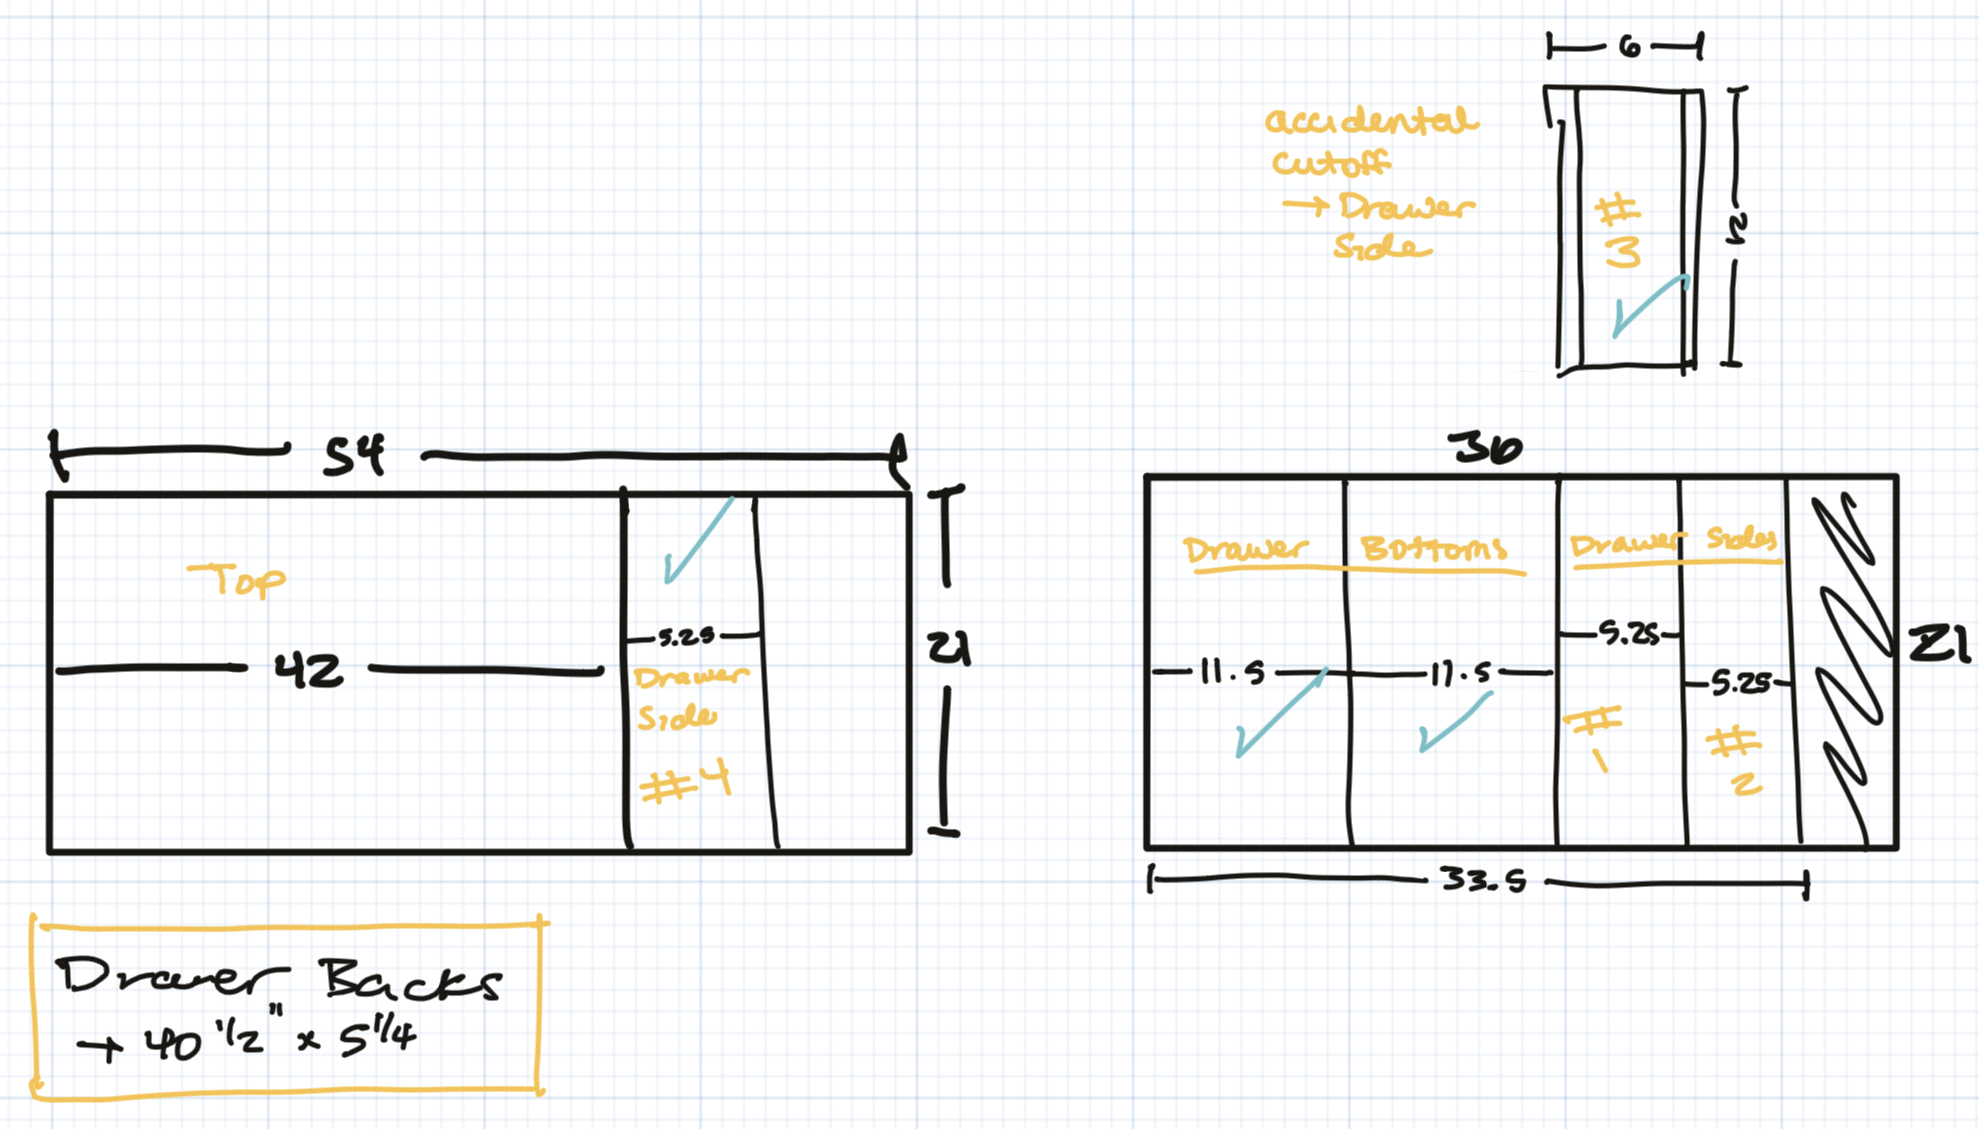 6
accidental
cutoff
→ Drawer
side
#
3
21
54
Top
42
5.25
Drawer
Side
#4
21
36
Drawer Bottoms
Drawer Sides
11.5
11.5
5.25
5.25
#
1
#
2
21
33.5
Drawer Backs
→ 40 1/2" x 5 1/4